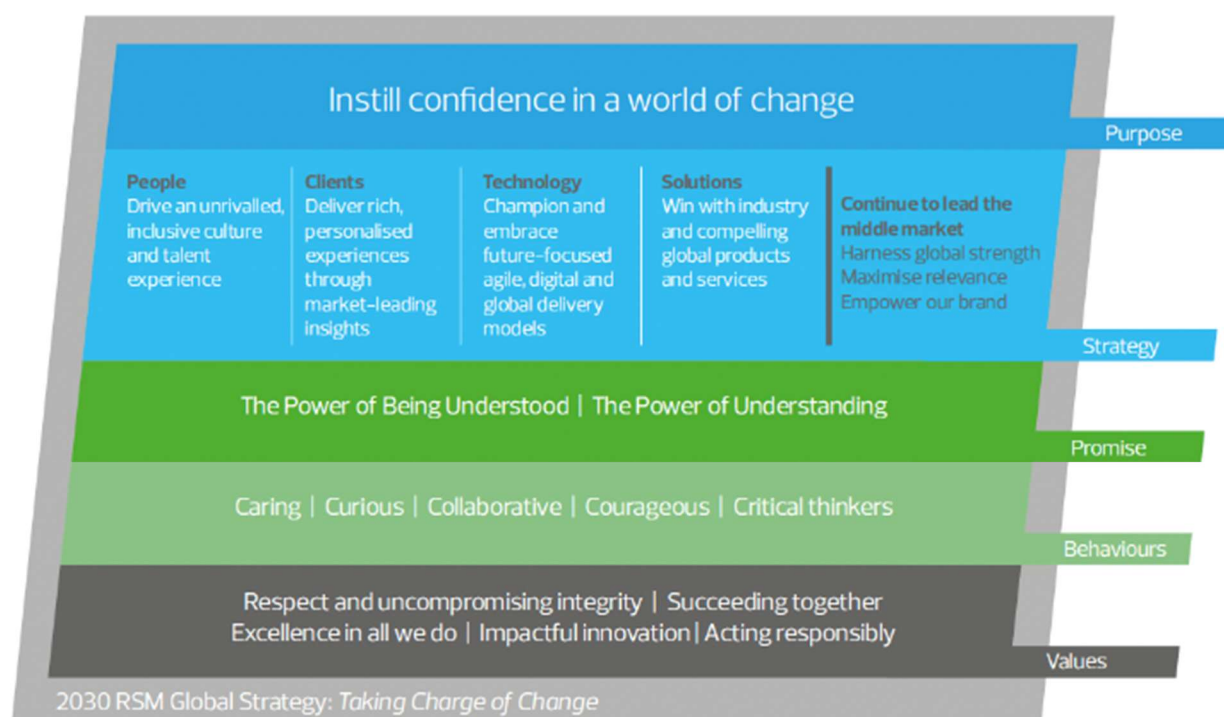 Instill confidence in a world of change
Purpose
People
Drive an unrivalled,
inclusive culture
and talent
experience
Clients
Deliver rich,
personalised
experiences
through
market-leading
insights
Technology
Champion and
embrace
future-focused
agile, digital and
global delivery
models
Solutions
Win with industry
and compelling
global products
and services
Continue to lead the
middle market
Harness global strength
Maximise relevance
Empower our brand
Strategy
The Power of Being Understood | The Power of Understanding
Promise
Caring | Curious | Collaborative | Courageous | Critical thinkers
Behaviours
Respect and uncompromising integrity | Succeeding together
Excellence in all we do | Impactful innovation | Acting responsibly
Values
2030 RSM Global Strategy: Taking Charge of Change